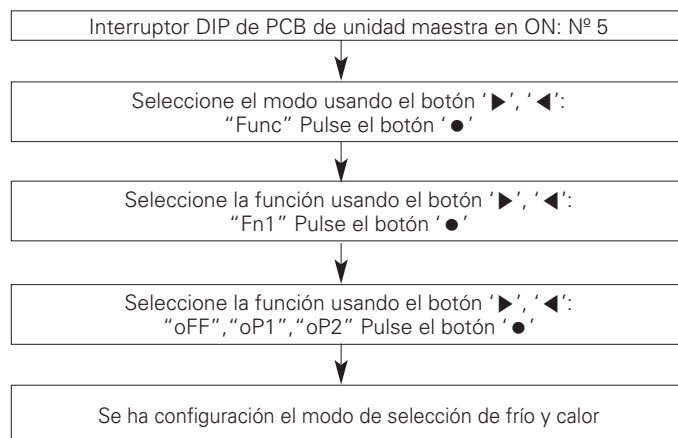 Interruptor DIP de PCB de unidad maestra en ON: Nº 5
Seleccione el modo usando el botón ‘▶’, ‘◀’:
“Func” Pulse el botón ‘●’
Seleccione la función usando el botón ‘▶’, ‘◀’:
“Fn1” Pulse el botón ‘●’
Seleccione la función usando el botón ‘▶’, ‘◀’:
“oFF”,“oP1”,“oP2” Pulse el botón ‘●’
Se ha configuración el modo de selección de frío y calor